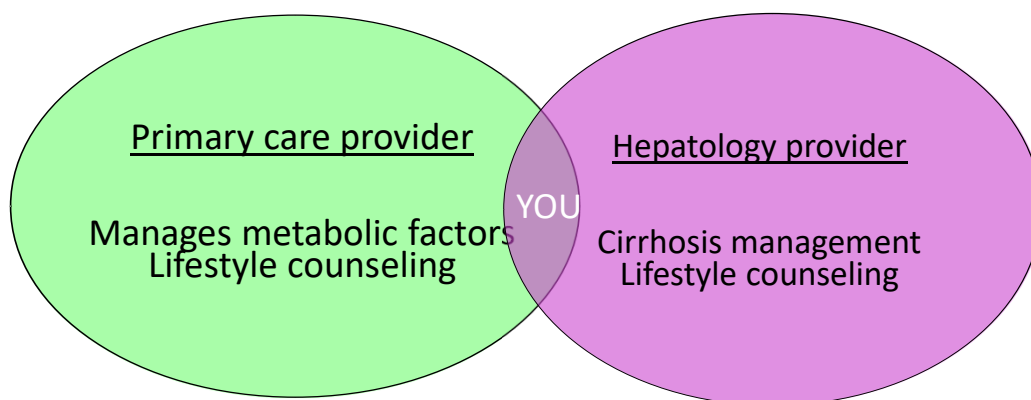 Primary care provider
Manages metabolic factors
Lifestyle counseling
YOU
Hepatology provider
Cirrhosis management
Lifestyle counseling